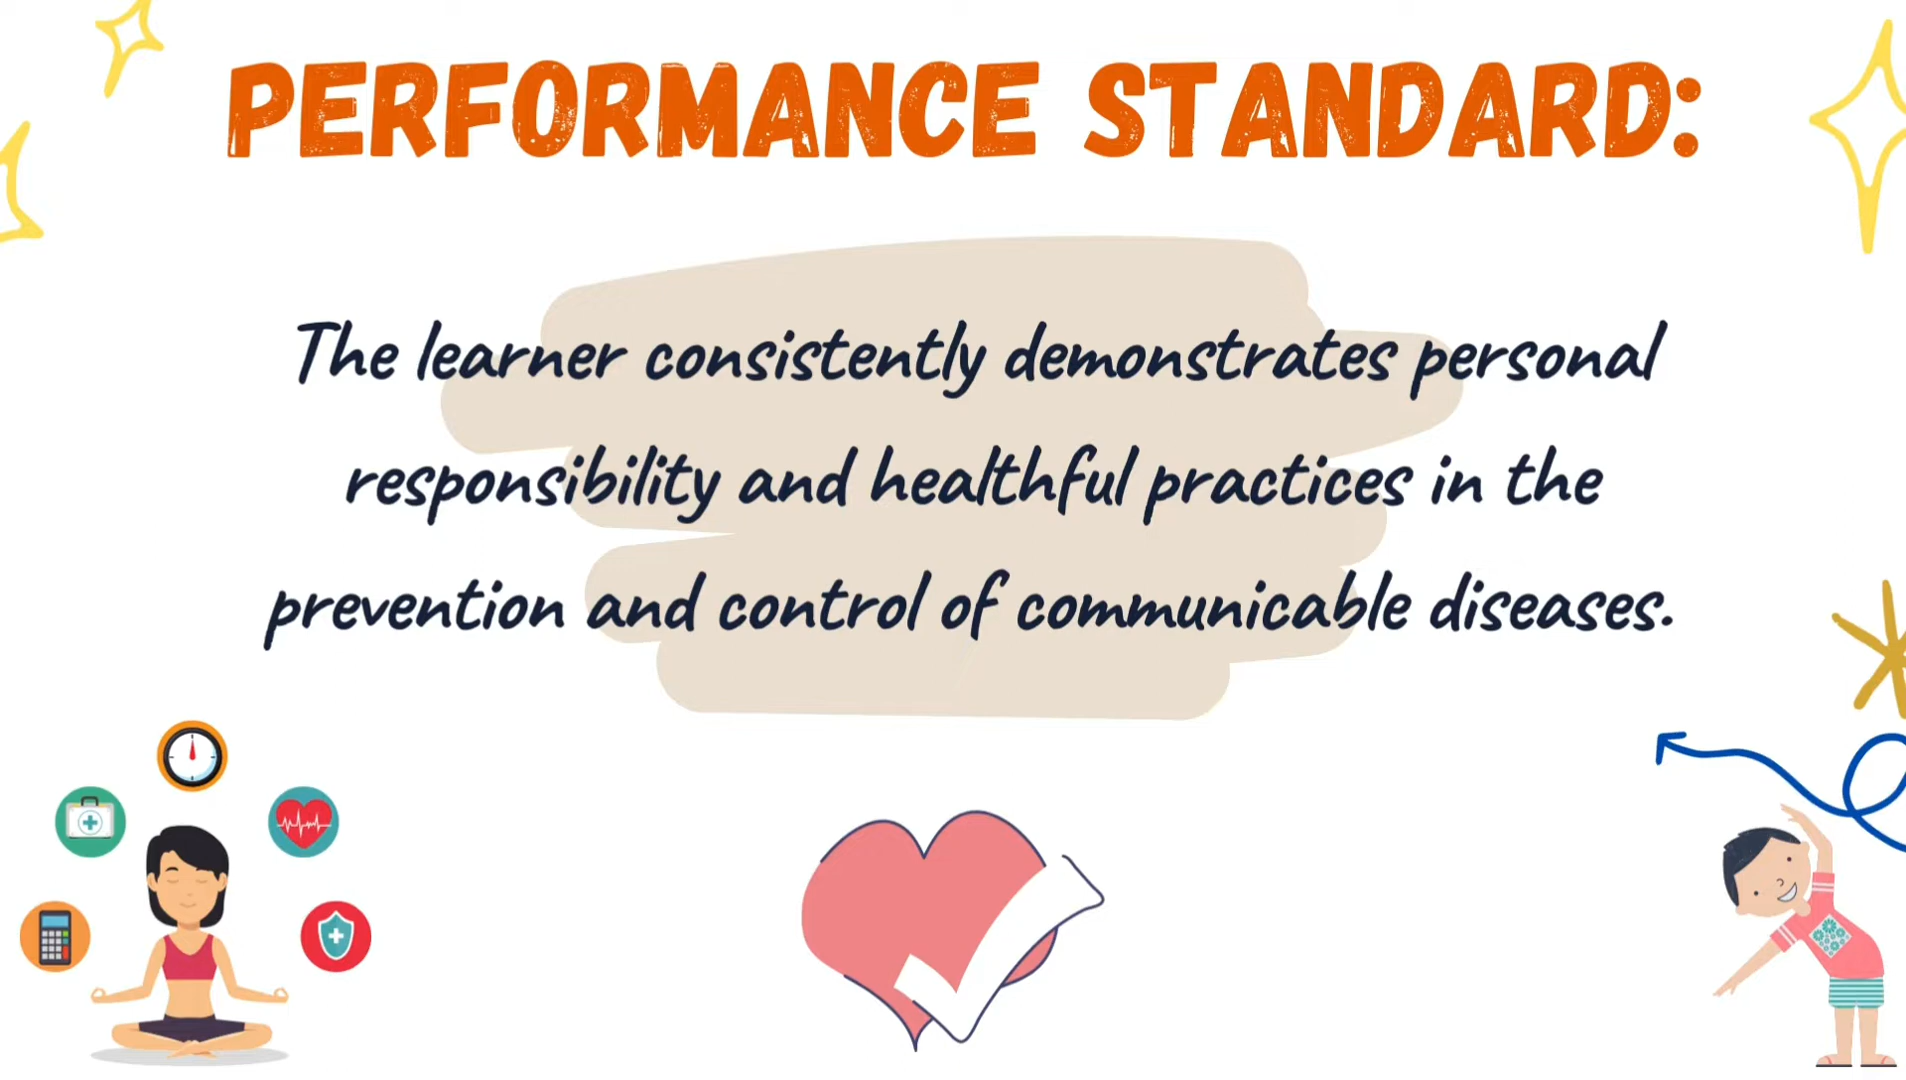 PERFORMANCE STANDARD:
The learner consistently demonstrates personal
responsibility and healthful practices in the
prevention and control of communicable diseases.